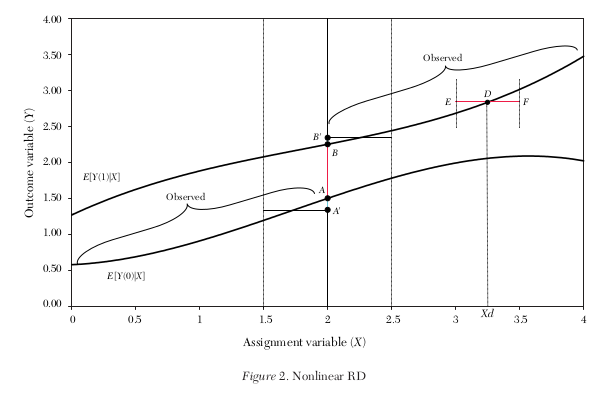 4.00
3.50
3.00
2.50
2.00
1.50
1.00
0.50
0.00
Outcome variable (Y)
Observed
E
D
F
B′
B
E[Y(1)|X]
Observed
A
A′
E[Y(0)|X]
0 0.5 1 1.5 2 2.5 3 Xd 3.5 4
Assignment variable (X)
Figure 2. Nonlinear RD